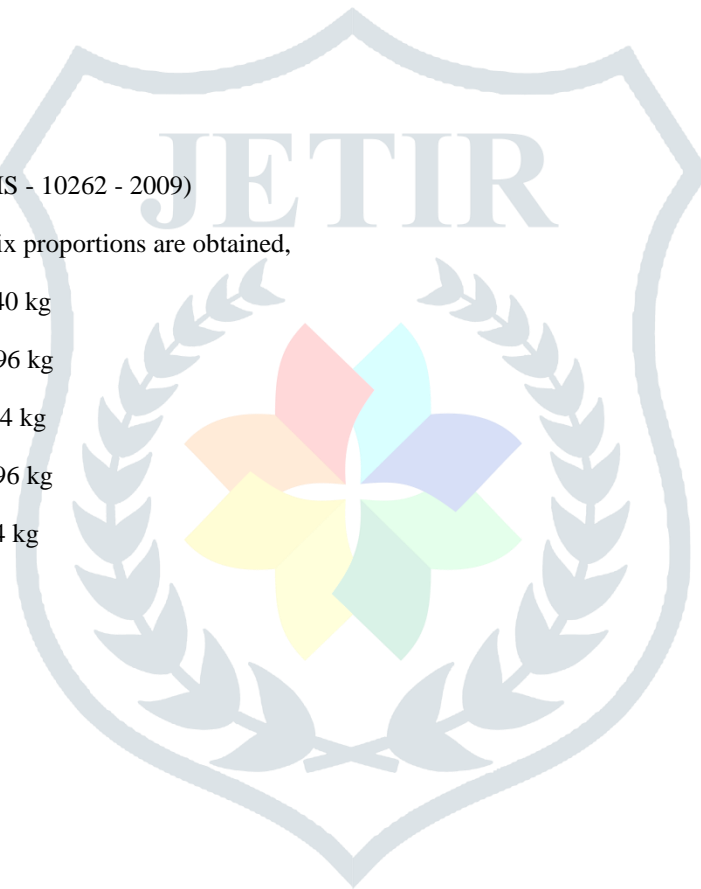 JETIR
IS - 10262 - 2009)
ix proportions are obtained,
40 kg
96 kg
4 kg
96 kg
4 kg